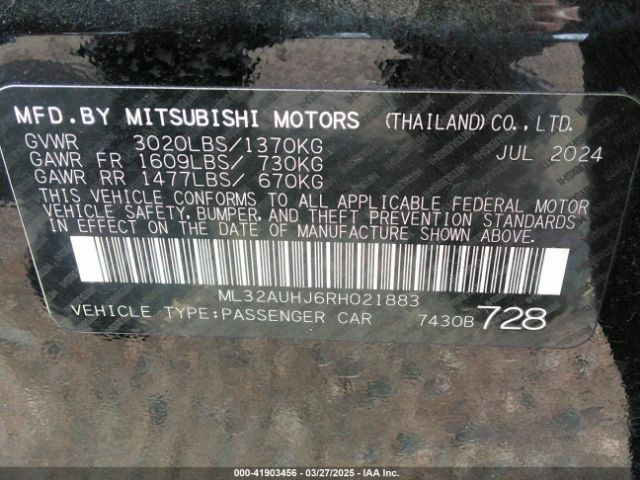 MFD. BY MITSUBISHI MOTORS (THAILAND) CO., LTD.
GVWR 3020LBS/1370KG JUL 2024
GAWR FR 1609LBS/ 730KG
GAWR RR 1477LBS/ 670KG
THIS VEHICLE CONFORMS TO ALL APPLICABLE FEDERAL MOTOR
VEHICLE SAFETY, BUMPER, AND THEFT PREVENTION STANDARDS
IN EFFECT ON THE DATE OF MANUFACTURE SHOWN ABOVE.
ML32AUHJ6RH021883
VEHICLE TYPE:PASSENGER CAR 7430B 728
000-41903456 — 03/27/2025 — IAA Inc.